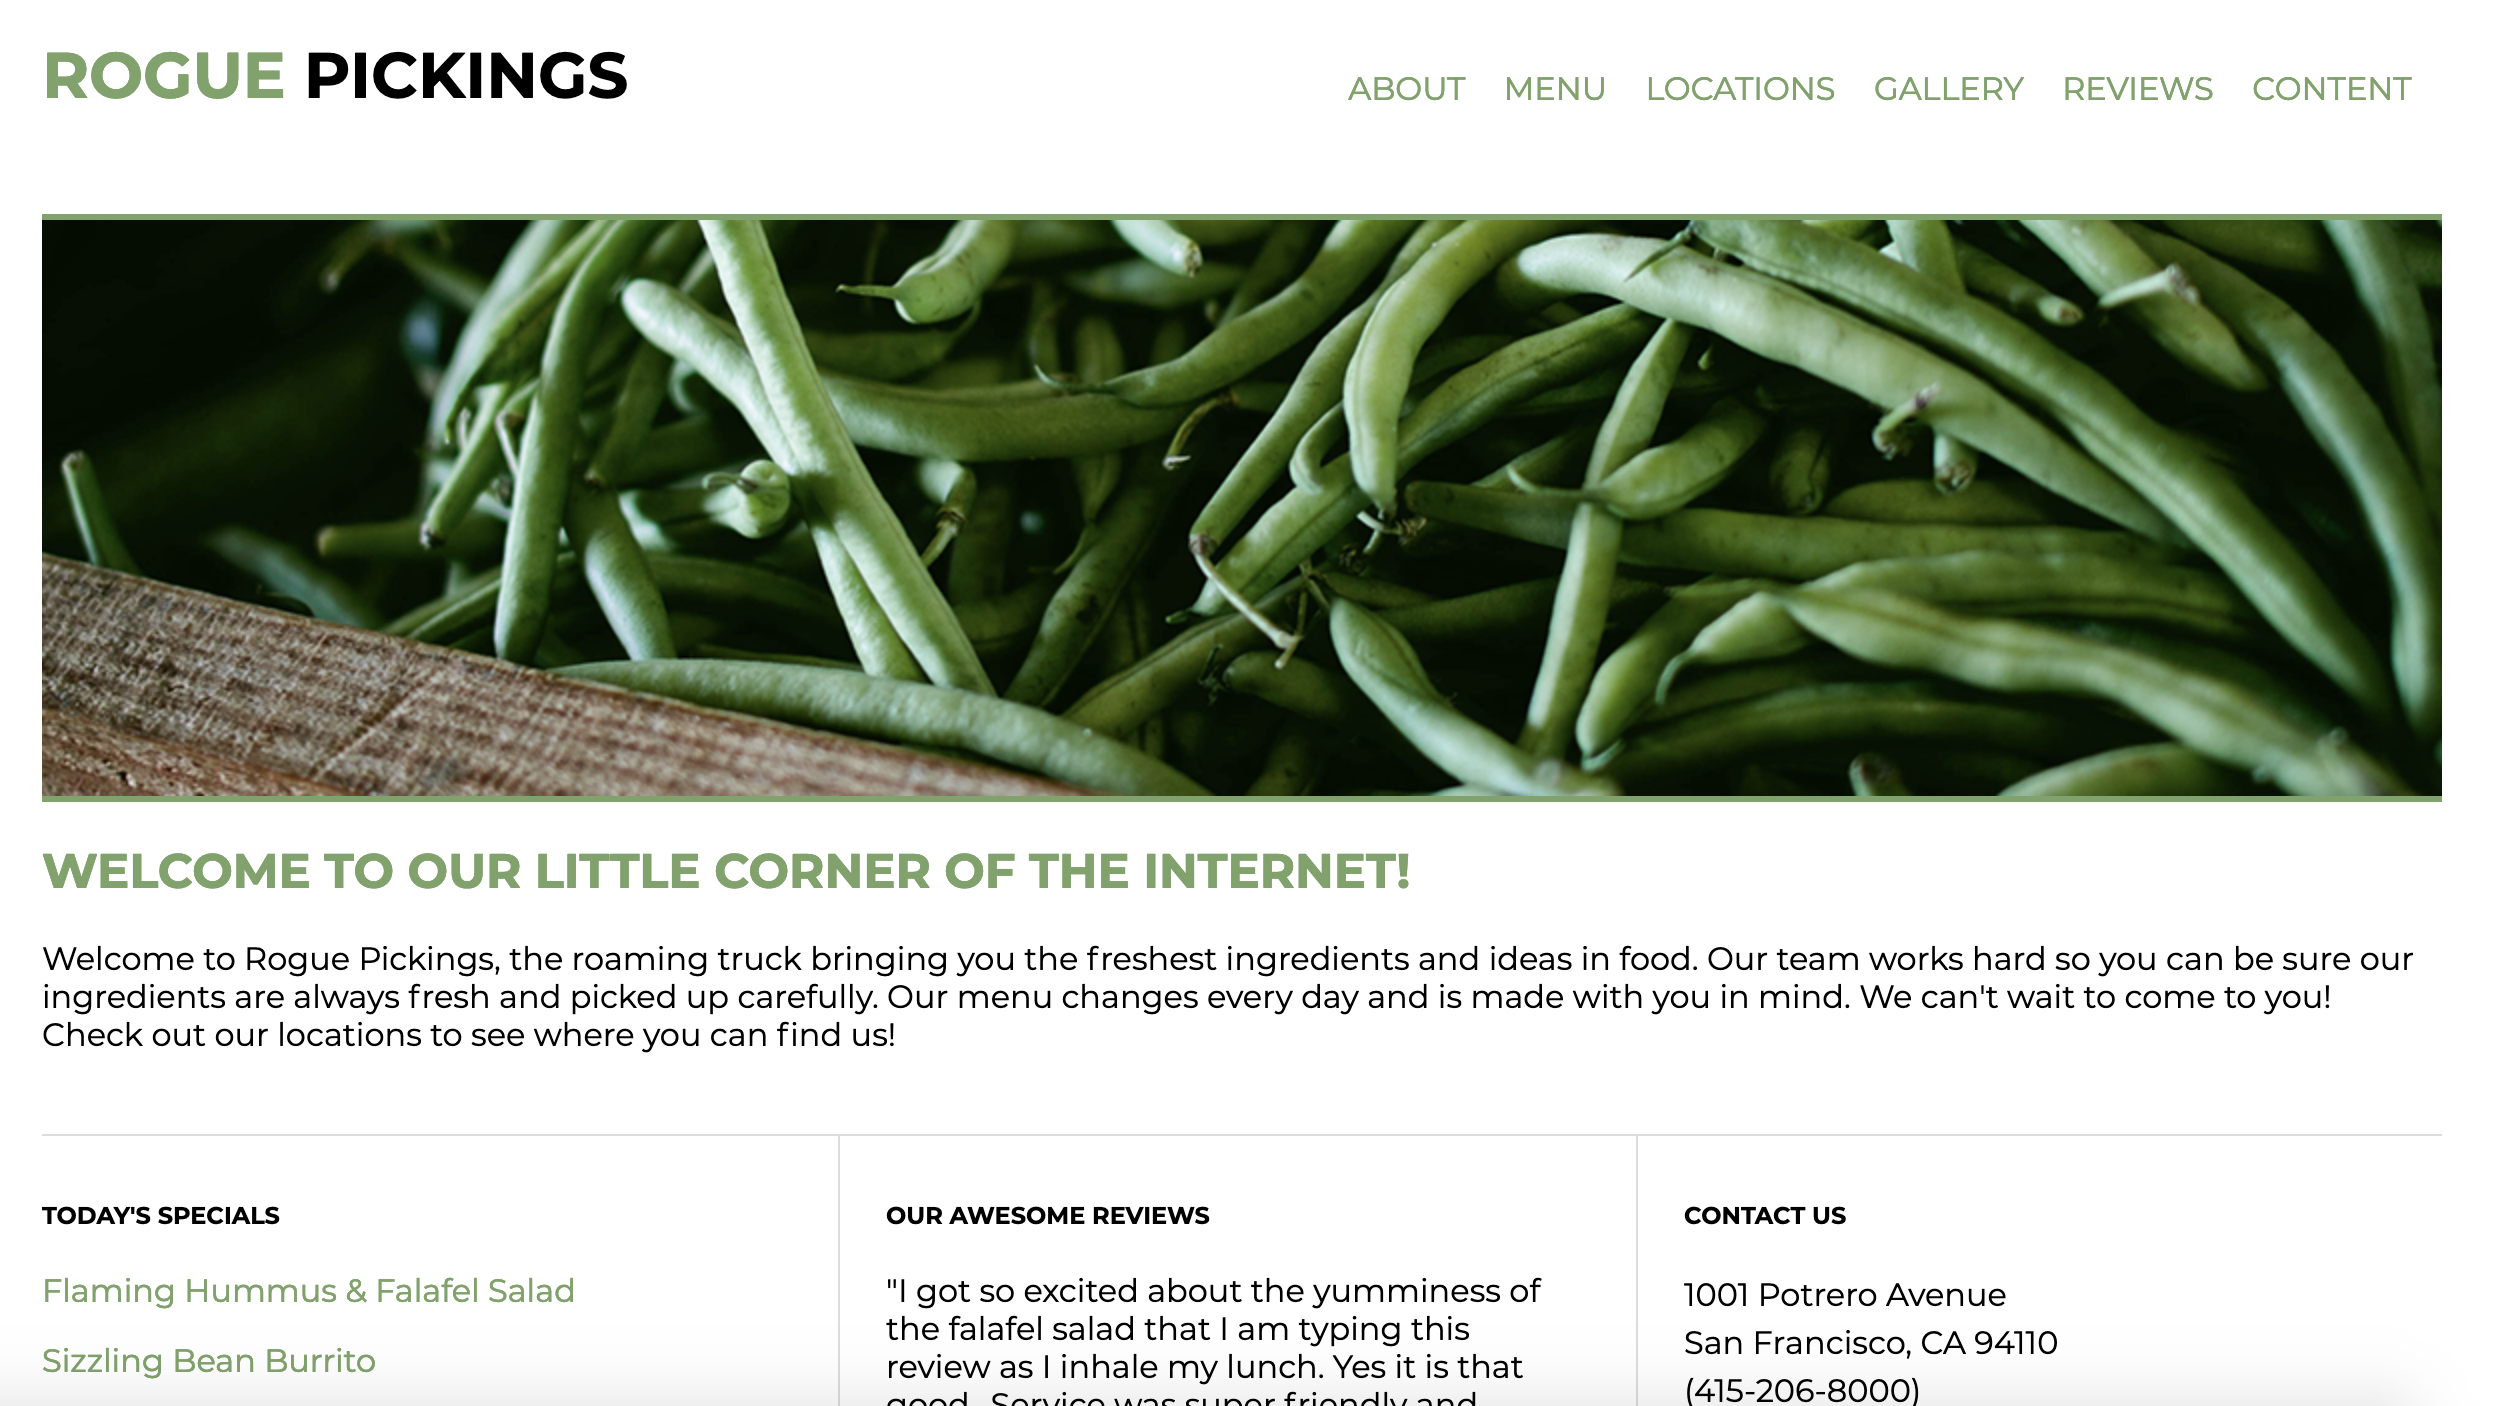 ROGUE PICKINGS
ABOUT MENU LOCATIONS GALLERY REVIEWS CONTENT
WELCOME TO OUR LITTLE CORNER OF THE INTERNET!
Welcome to Rogue Pickings, the roaming truck bringing you the freshest ingredients and ideas in food. Our team works hard so you can be sure our
ingredients are always fresh and picked up carefully. Our menu changes every day and is made with you in mind. We can't wait to come to you!
Check out our locations to see where you can find us!
TODAY'S SPECIALS
Flaming Hummus & Falafel Salad
Sizzling Bean Burrito
OUR AWESOME REVIEWS
"I got so excited about the yumminess of
the falafel salad that I am typing this
review as I inhale my lunch. Yes it is that
good. Service was super friendly and
CONTACT US
1001 Potrero Avenue
San Francisco, CA 94110
(415-206-8000)